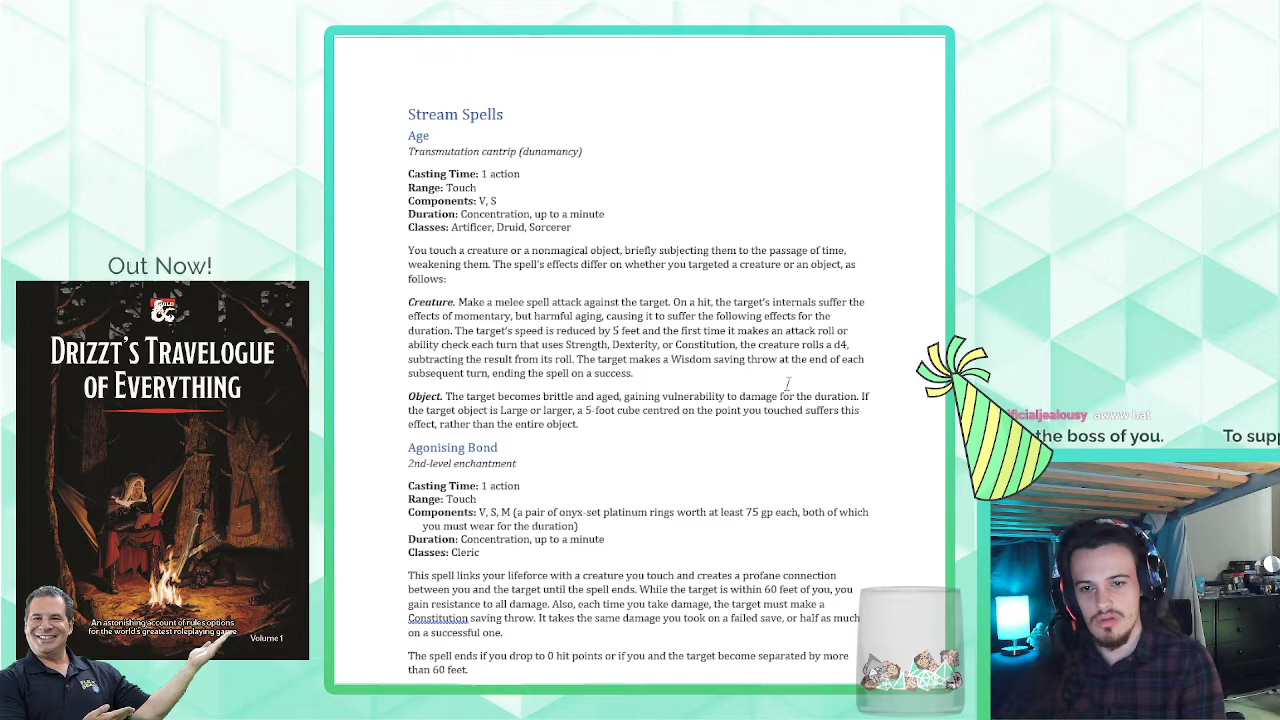 Out Now!
DRIZZT'S TRAVELOGUE
OF EVERYTHING
An astonishing account of rules options
for the world's greatest roleplaying game
Volume 1
Stream Spells
Age
Transmutation cantrip (dunamancy)
Casting Time: 1 action
Range: Touch
Components: V, S
Duration: Concentration, up to a minute
Classes: Artificer, Druid, Sorcerer
You touch a creature or a nonmagical object, briefly subjecting them to the passage of time,
weakening them. The spell's effects differ on whether you targeted a creature or an object, as
follows:
Creature. Make a melee spell attack against the target. On a hit, the target's internals suffer the
effects of momentary, but harmful aging, causing it to suffer the following effects for the
duration. The target's speed is reduced by 5 feet and the first time it makes an attack roll or
ability check each turn that uses Strength, Dexterity, or Constitution, the creature rolls a d4,
subtracting the result from its roll. The target makes a Wisdom saving throw at the end of each
subsequent turn, ending the spell on a success.
Object. The target becomes brittle and aged, gaining vulnerability to damage for the duration. If
the target object is Large or larger, a 5-foot cube centred on the point you touched suffers this
effect, rather than the entire object.
Agonising Bond
2nd-level enchantment
Casting Time: 1 action
Range: Touch
Components: V, S, M (a pair of onyx-set platinum rings worth at least 75 gp each, both of which
you must wear for the duration)
Duration: Concentration, up to a minute
Classes: Cleric
This spell links your lifeforce with a creature you touch and creates a profane connection
between you and the target until the spell ends. While the target is within 60 feet of you, you
gain resistance to all damage. Also, each time you take damage, the target must make a
Constitution saving throw. It takes the same damage you took on a failed save, or half as much
on a successful one.
The spell ends if you drop to 0 hit points or if you and the target become separated by more
than 60 feet.
ficialjealousy awww hat
the boss of you. To supp